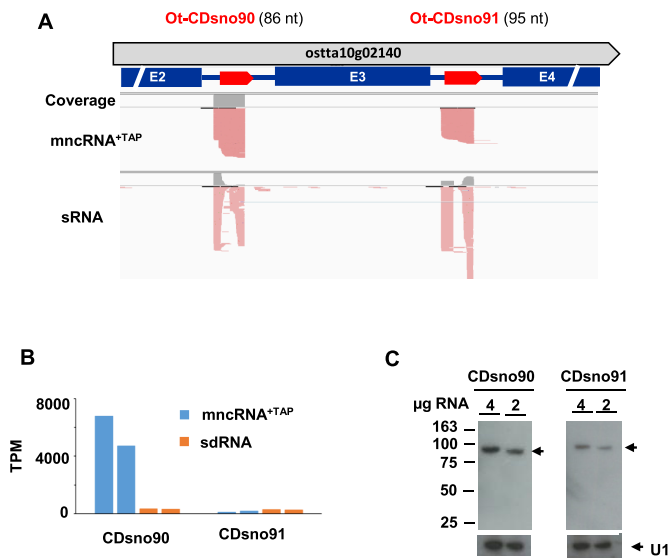 A
Ot-CDsno90 (86 nt) Ot-CDsno91 (95 nt)
ostta10g02140
E2 E3 E4
Coverage
mncRNA+TAP
sRNA
B
8000
4000
0
TPM
mncRNA+TAP
sdRNA
CDsno90 CDsno91
C
CDsno90 CDsno91
µg RNA 4 2 4 2
163
100
75
50
25
U1